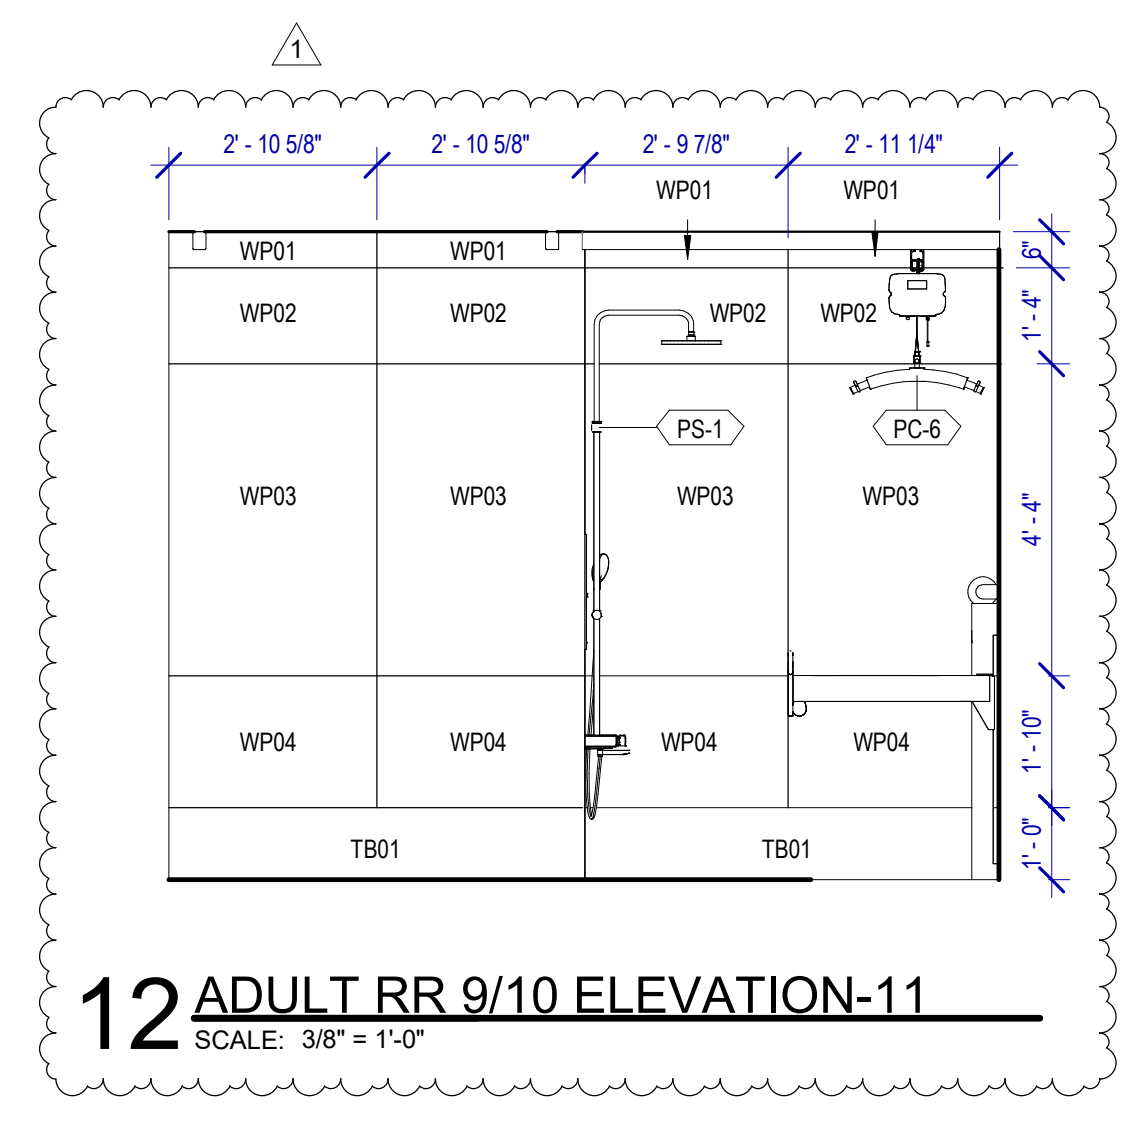 1
2' - 10 5/8" 2' - 10 5/8" 2' - 9 7/8" 2' - 11 1/4"
WP01 WP01
WP01 WP01 6"
WP02 WP02 WP02 WP02 1' - 4"
PS-1 PC-6
WP03 WP03 WP03 WP03 4' - 4"
WP04 WP04 WP04 WP04 1' - 10"
TB01 TB01 1' - 0"
12 ADULT RR 9/10 ELEVATION-11
SCALE: 3/8" = 1'-0"